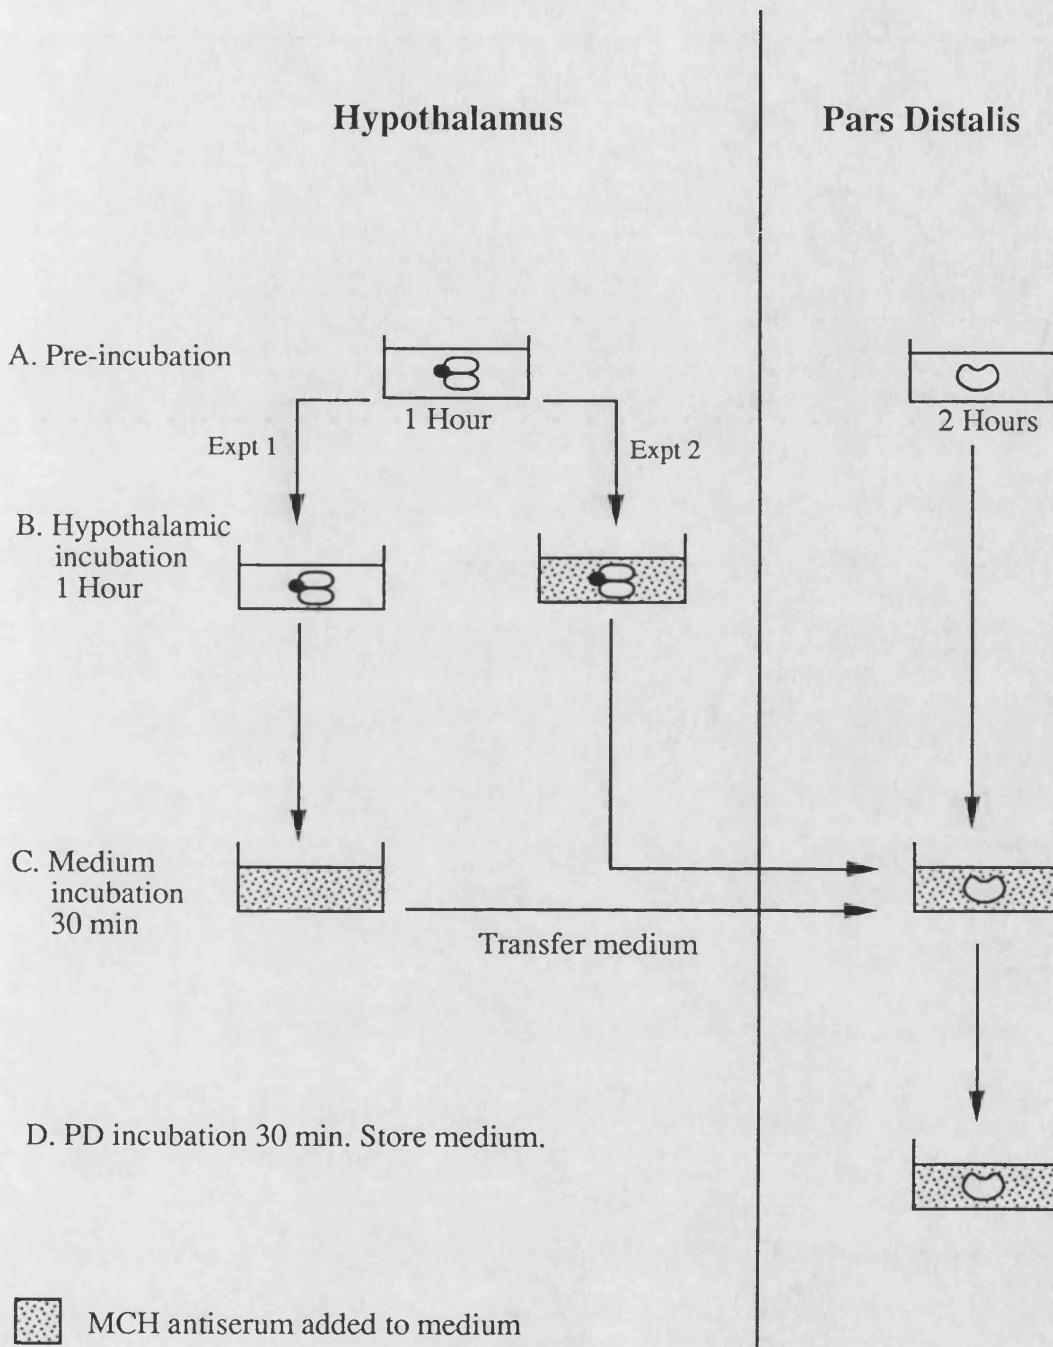 Hypothalamus
Pars Distalis
A. Pre-incubation
1 Hour
2 Hours
Expt 1
Expt 2
B. Hypothalamic
incubation
1 Hour
C. Medium
incubation
30 min
Transfer medium
D. PD incubation 30 min. Store medium.
MCH antiserum added to medium